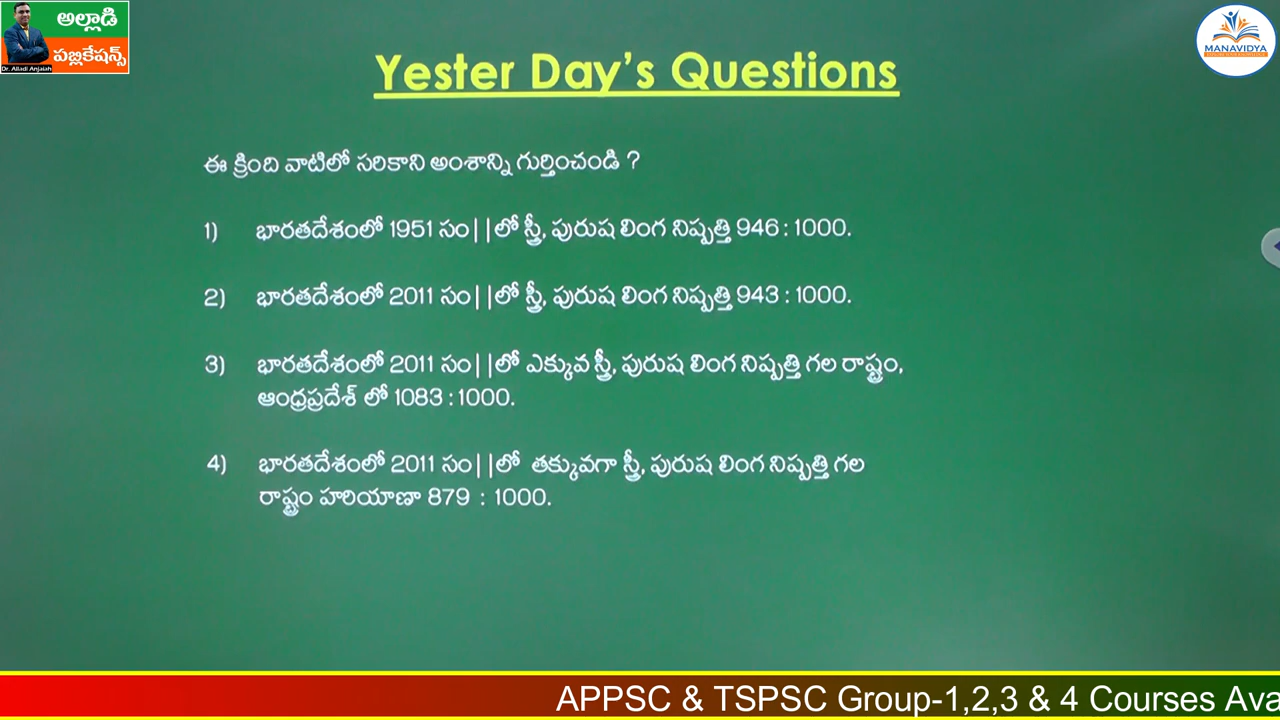 అల్లాడి
పబ్లికేషన్స్
Dr. Alladi Anjaiah
MANAVIDYA
Yester Day's Questions
ఈ క్రింది వాటిలో సరికాని అంశాన్ని గుర్తించండి ?
1) భారతదేశంలో 1951 సం||లో స్త్రీ, పురుష లింగ నిష్పత్తి 946 : 1000.
2) భారతదేశంలో 2011 సం||లో స్త్రీ, పురుష లింగ నిష్పత్తి 943 : 1000.
3) భారతదేశంలో 2011 సం||లో ఎక్కువ స్త్రీ, పురుష లింగ నిష్పత్తి గల రాష్ట్రం,
ఆంధ్రప్రదేశ్ లో 1083 : 1000.
4) భారతదేశంలో 2011 సం||లో తక్కువగా స్త్రీ, పురుష లింగ నిష్పత్తి గల
రాష్ట్రం హరియాణా 879 : 1000.
APPSC & TSPSC Group-1,2,3 & 4 Courses Ava